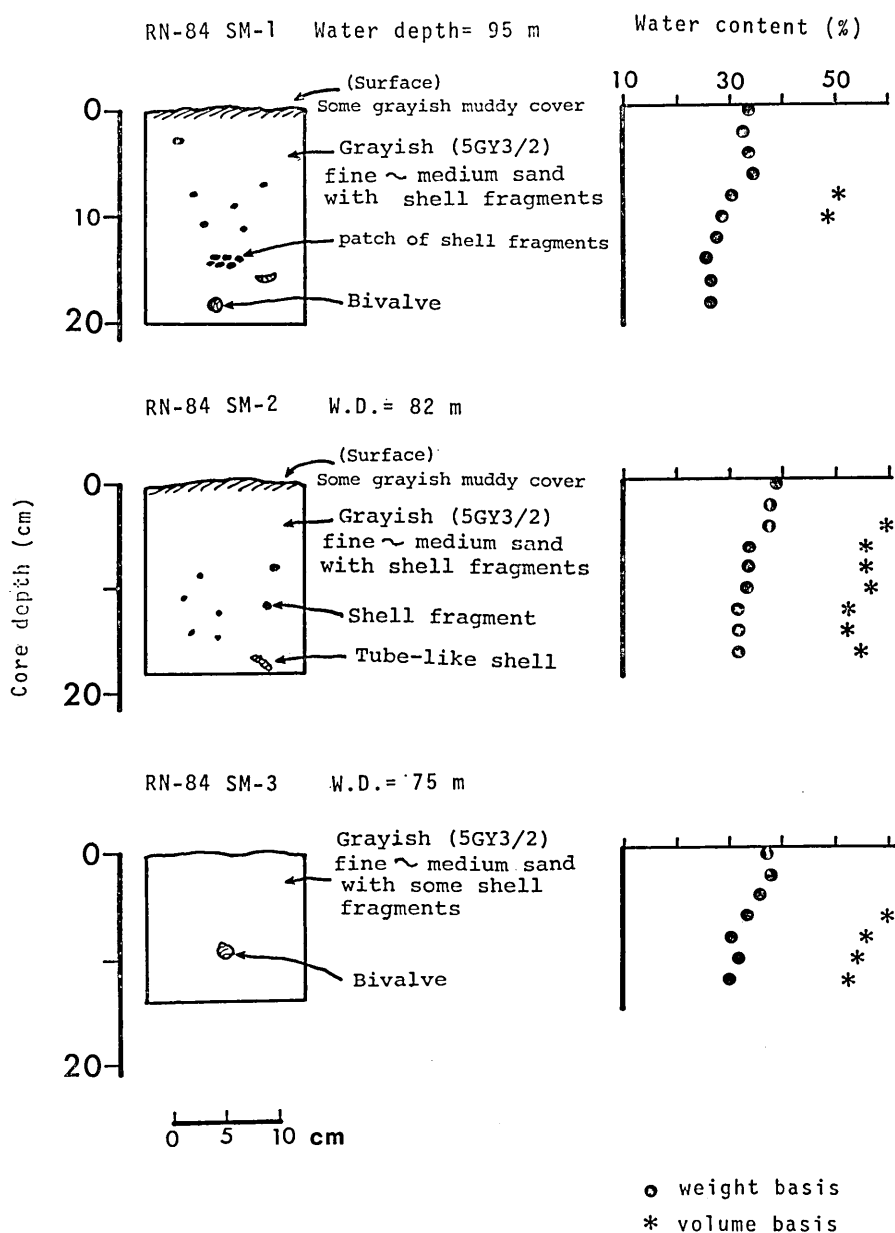 RN-84 SM-1 Water depth= 95 m
Water content (%)
10 30 50
(Surface)
Some grayish muddy cover
Grayish (5GY3/2)
fine ~ medium sand
with shell fragments
patch of shell fragments
Bivalve
0
10
20
RN-84 SM-2 W.D.= 82 m
(Surface)
Some grayish muddy cover
Grayish (5GY3/2)
fine ~ medium sand
with shell fragments
Shell fragment
Tube-like shell
0
20
Core depth (cm)
RN-84 SM-3 W.D.= 75 m
Grayish (5GY3/2)
fine ~ medium sand
with some shell
fragments
Bivalve
0
20
0 5 10 cm
weight basis
* volume basis